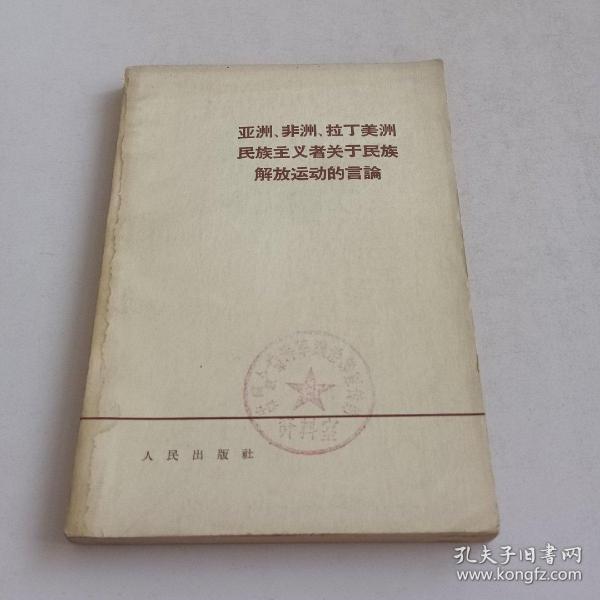 亚洲、非洲、拉丁美洲
民族主义者关于民族
解放运动的言論
人民出版社
孔夫子旧书网
www.kongfz.com